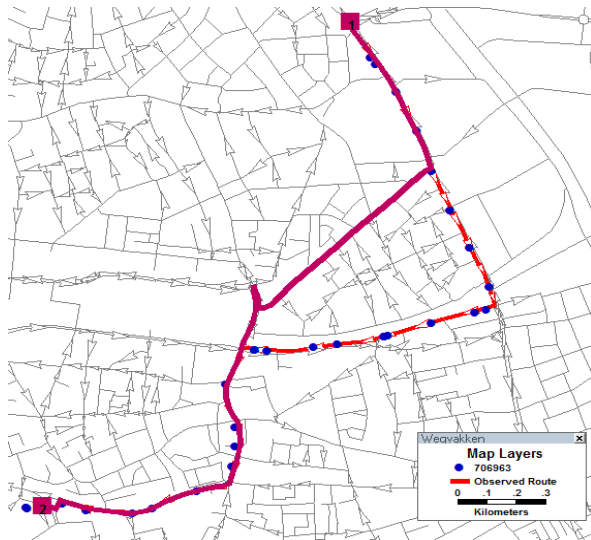 1
2
Wegvakken
Map Layers
706963
Observed Route
0 .1 .2 .3
Kilometers